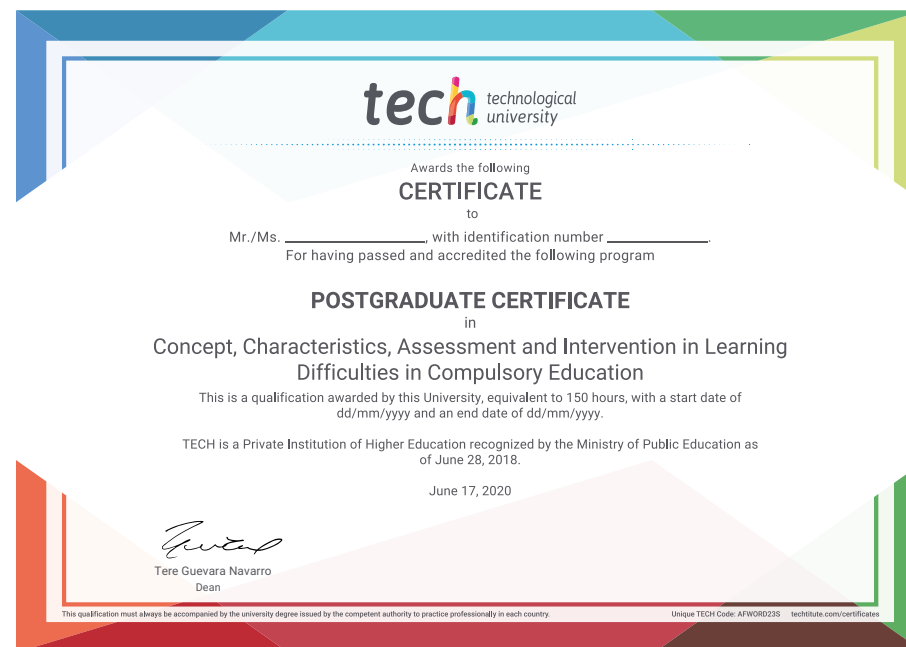 tech technological
university
Awards the following
CERTIFICATE
to
Mr./Ms. ____________________, with identification number ______________.
For having passed and accredited the following program
POSTGRADUATE CERTIFICATE
in
Concept, Characteristics, Assessment and Intervention in Learning
Difficulties in Compulsory Education
This is a qualification awarded by this University, equivalent to 150 hours, with a start date of
dd/mm/yyyy and an end date of dd/mm/yyyy.
TECH is a Private Institution of Higher Education recognized by the Ministry of Public Education as
of June 28, 2018.
June 17, 2020
Tere Guevara Navarro
Dean
This qualification must always be accompanied by the university degree issued by the competent authority to practice professionally in each country. Unique TECH Code: AFWORD23S techtitute.com/certificates